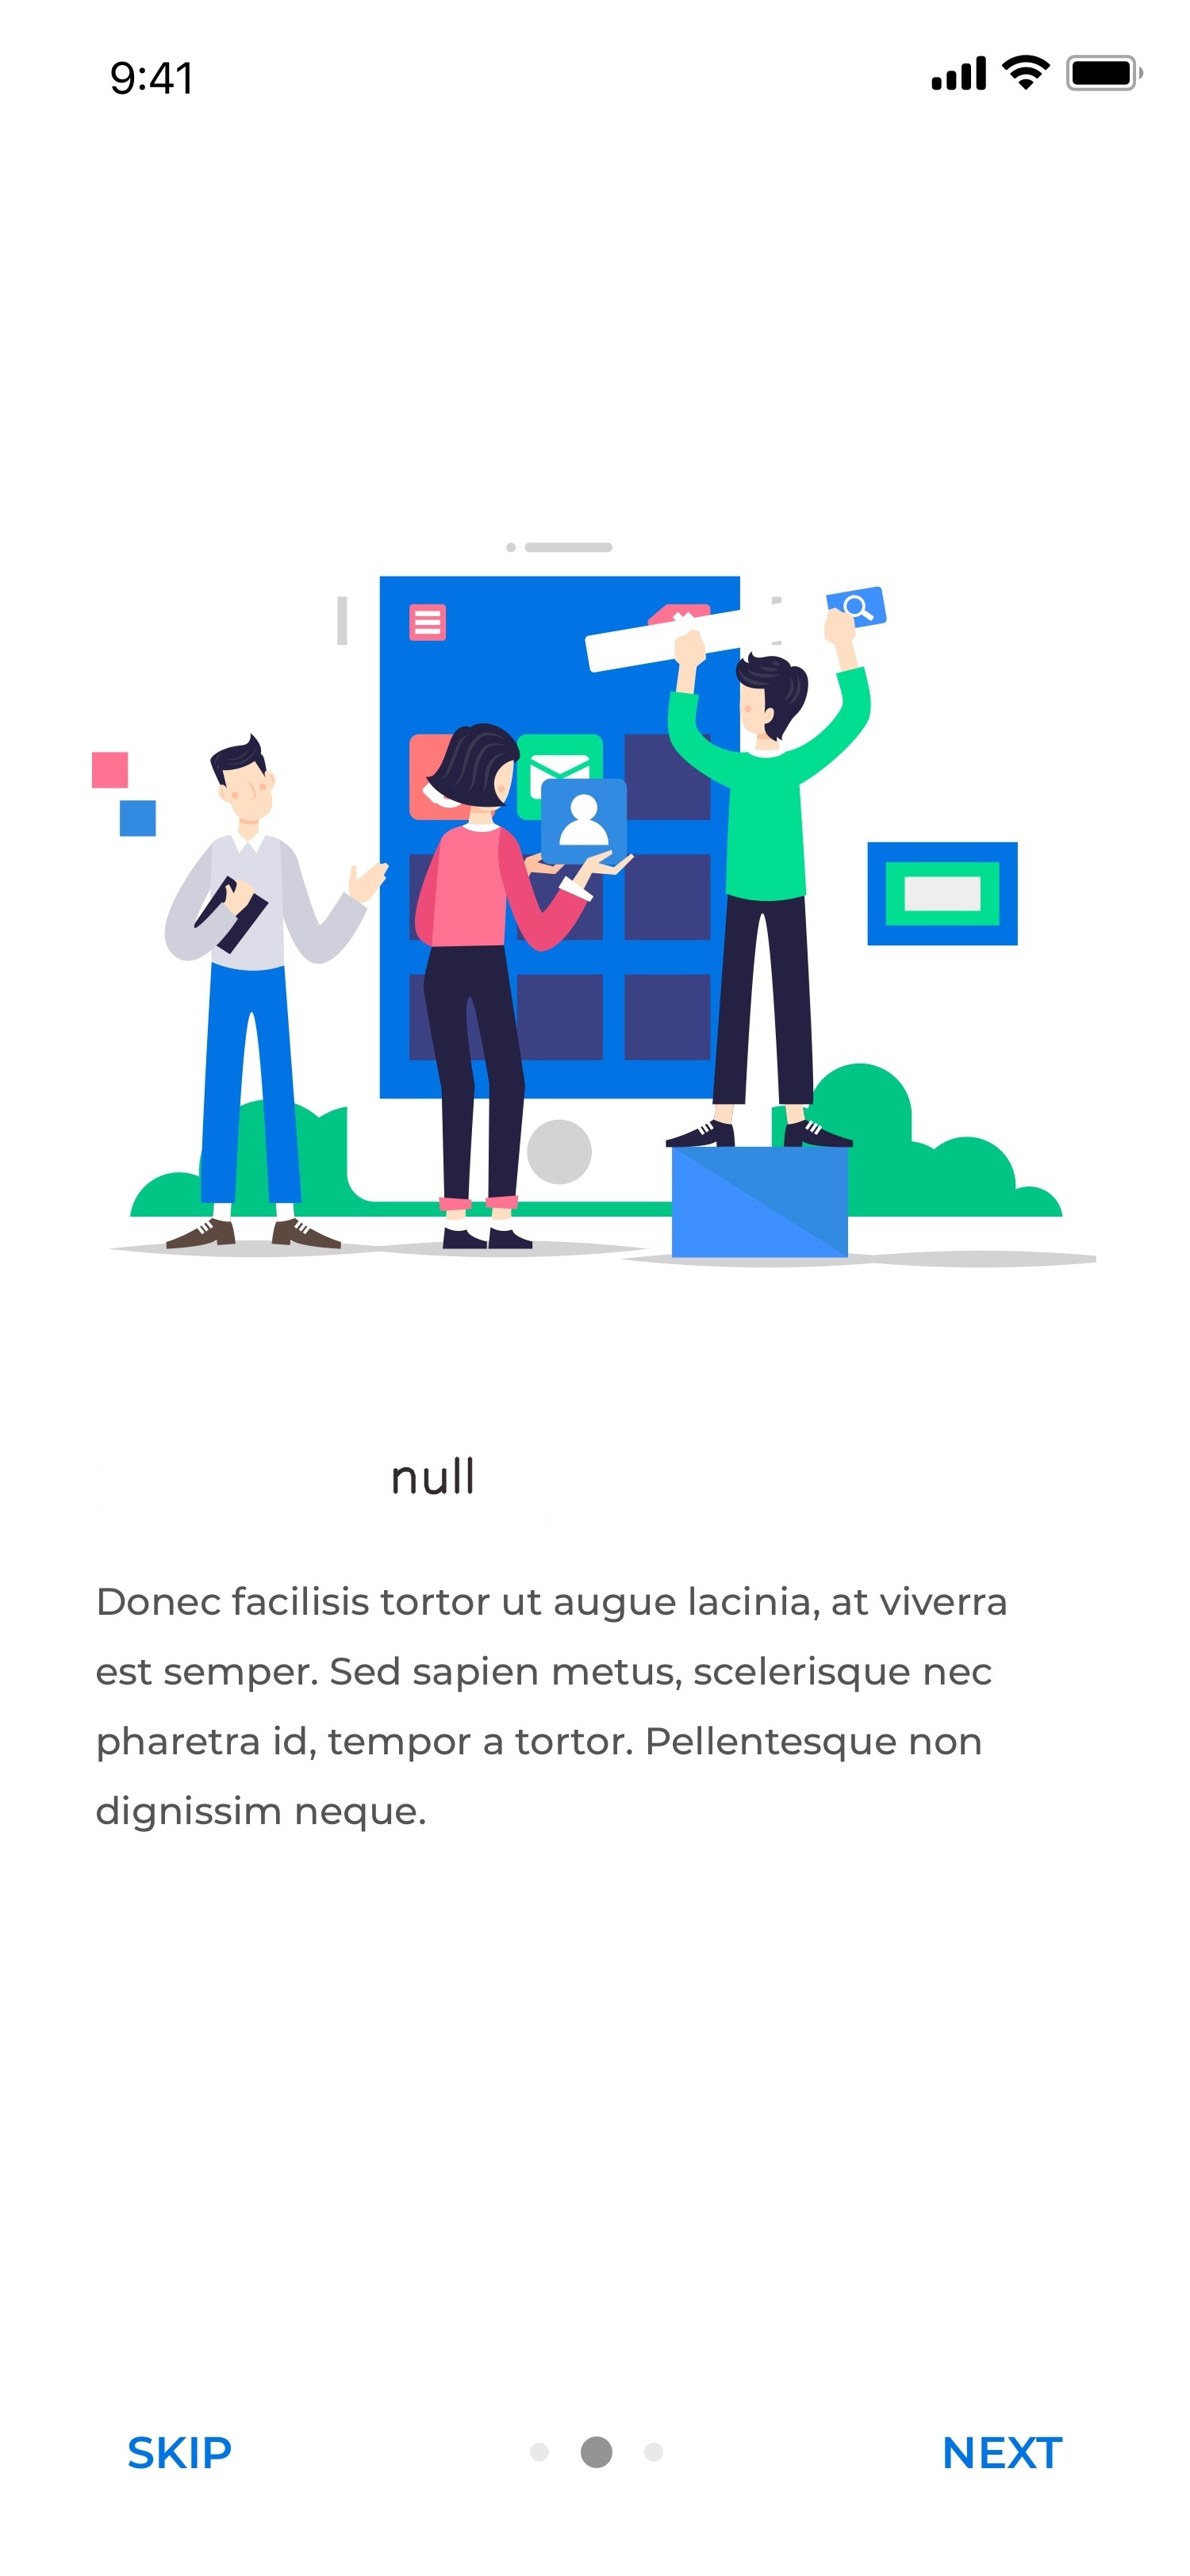 9:41
null
Donec facilisis tortor ut augue lacinia, at viverra
est semper. Sed sapien metus, scelerisque nec
pharetra id, tempor a tortor. Pellentesque non
dignissim neque.
SKIP
NEXT